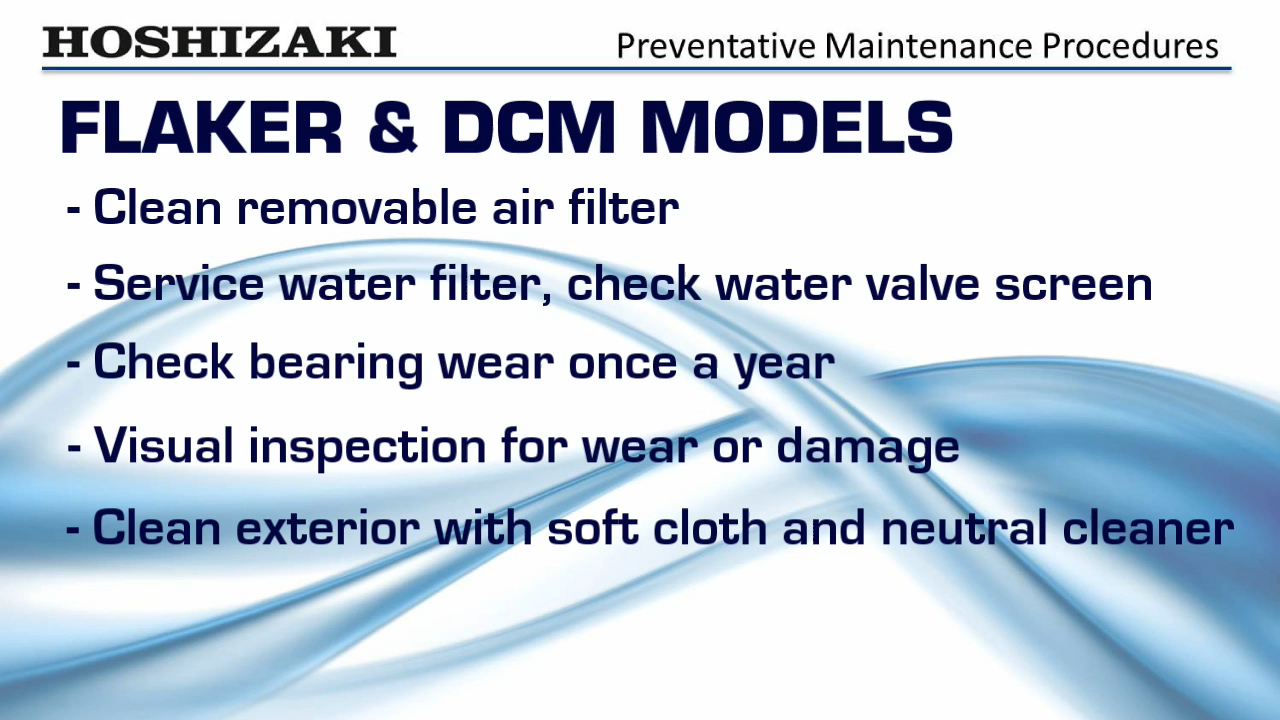 HOSHIZAKI
Preventative Maintenance Procedures
FLAKER & DCM MODELS
- Clean removable air filter
- Service water filter, check water valve screen
- Check bearing wear once a year
- Visual inspection for wear or damage
- Clean exterior with soft cloth and neutral cleaner